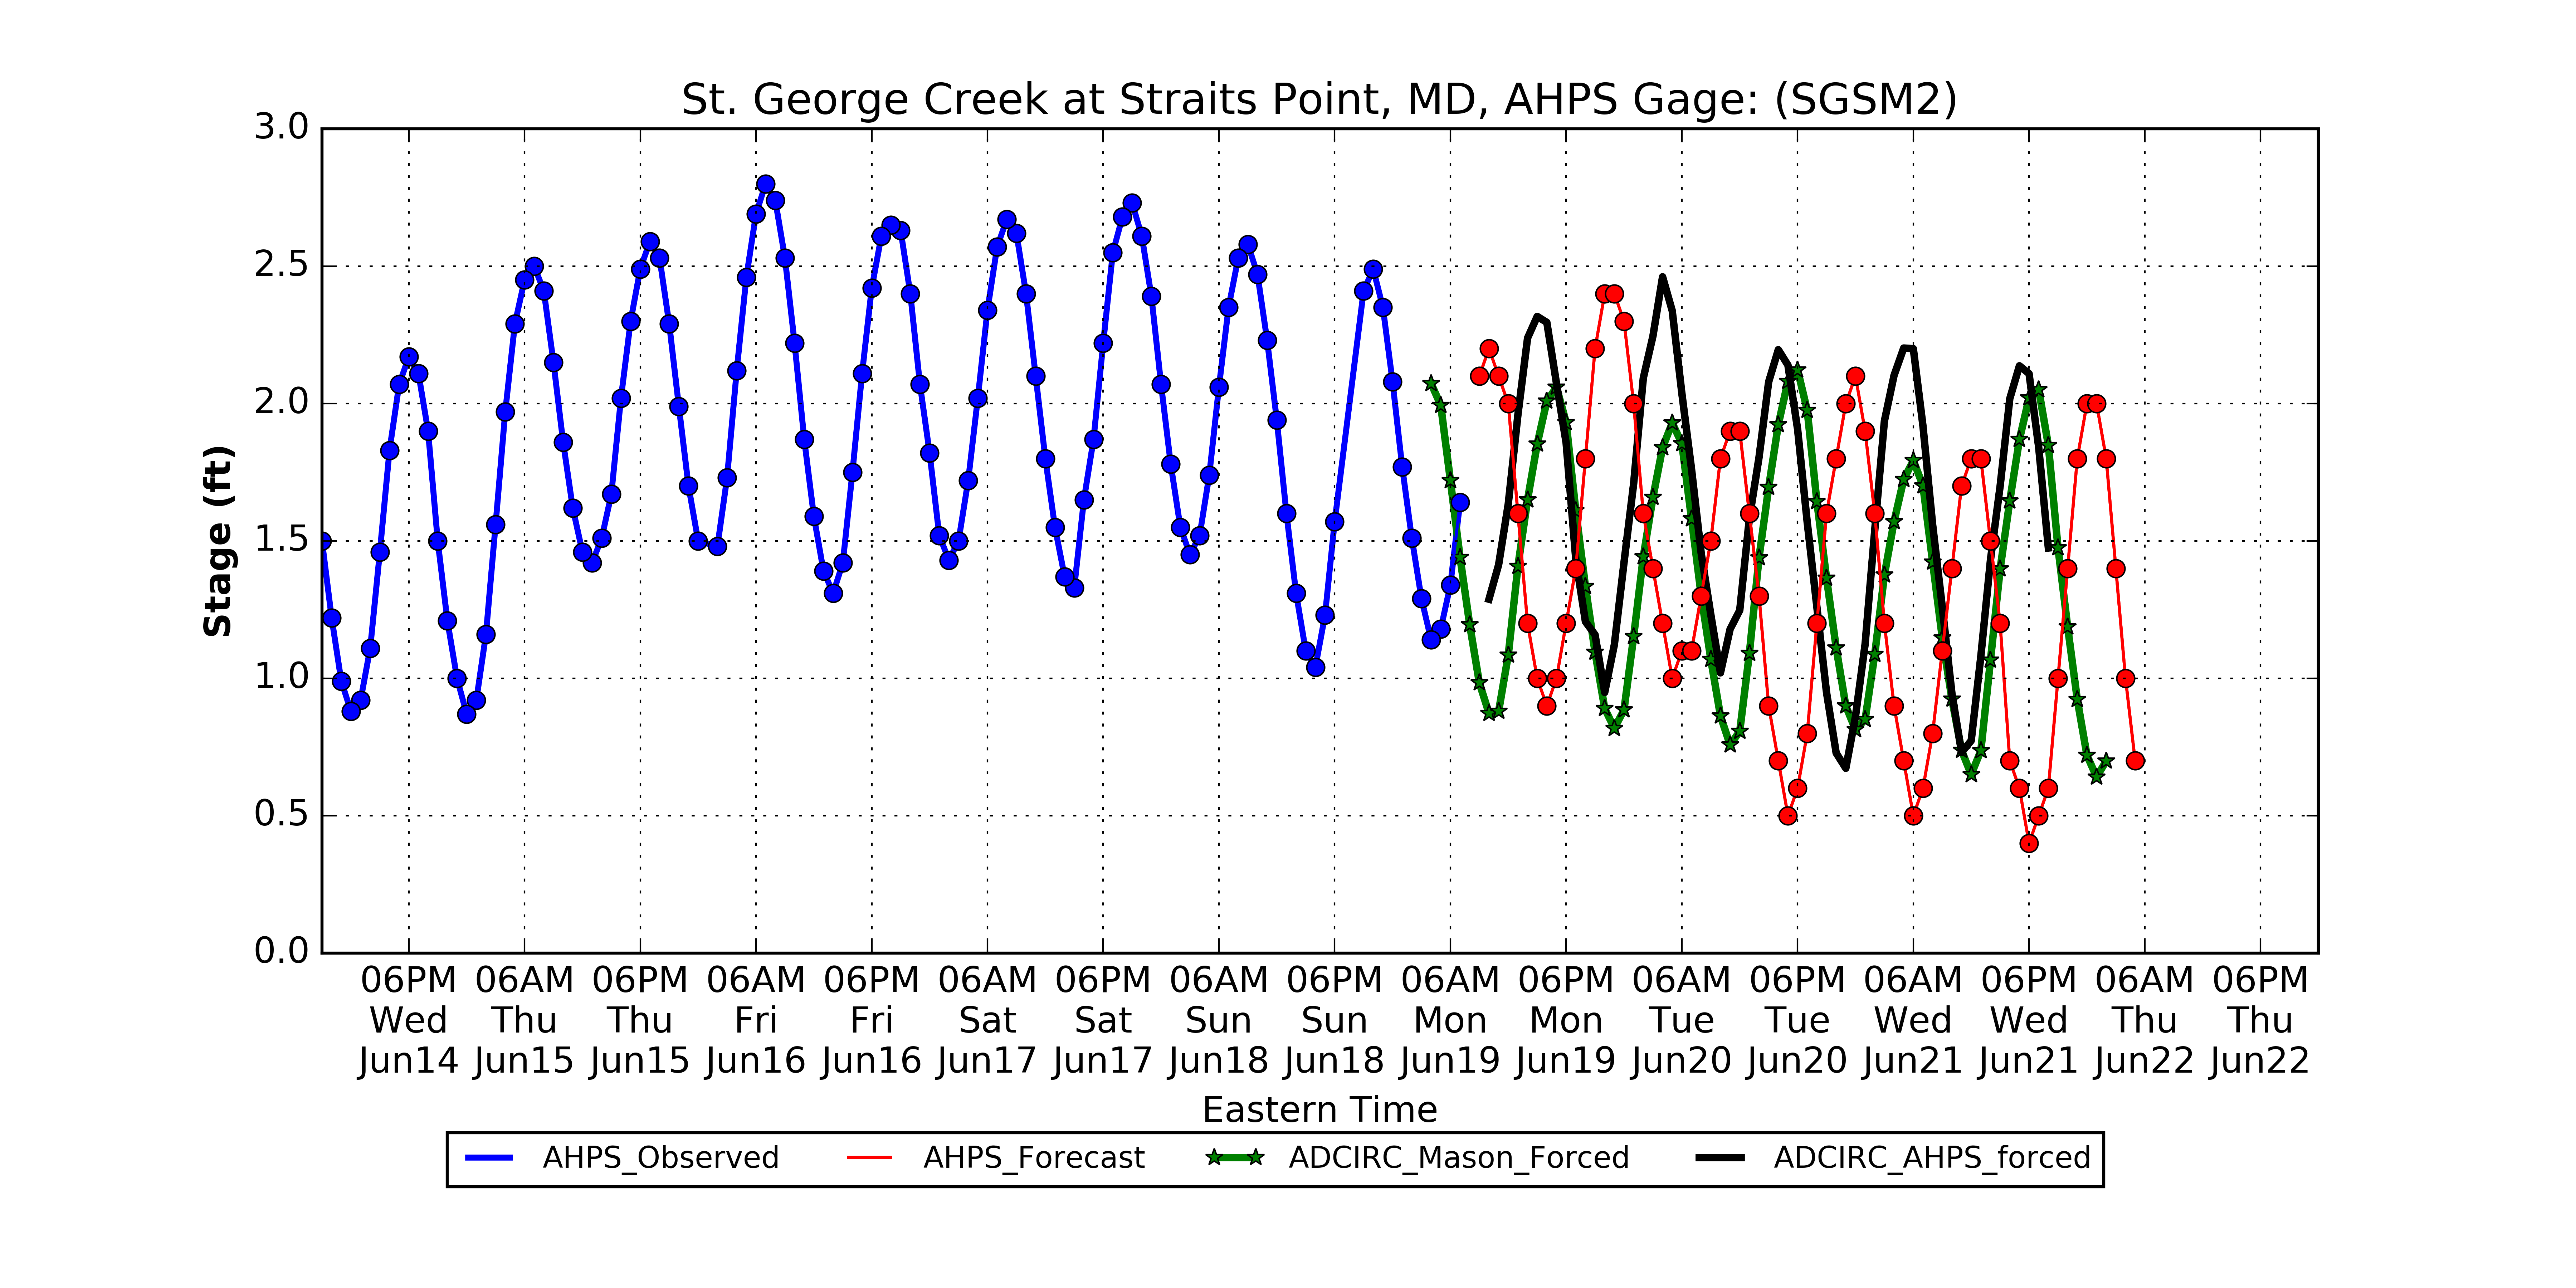 St. George Creek at Straits Point, MD, AHPS Gage: (SGSM2)
3.0
2.5
2.0
1.5
1.0
0.5
0.0
Stage (ft)
06PM 06AM 06PM 06AM 06PM 06AM 06PM 06AM 06PM 06AM 06PM 06AM 06PM 06AM 06PM 06AM 06PM
Wed Thu Thu Fri Fri Sat Sat Sun Sun Mon Mon Tue Tue Wed Wed Thu Thu
Jun14 Jun15 Jun15 Jun16 Jun16 Jun17 Jun17 Jun18 Jun18 Jun19 Jun19 Jun20 Jun20 Jun21 Jun21 Jun22 Jun22
Eastern Time
AHPS_Observed AHPS_Forecast ADCIRC_Mason_Forced ADCIRC_AHPS_forced